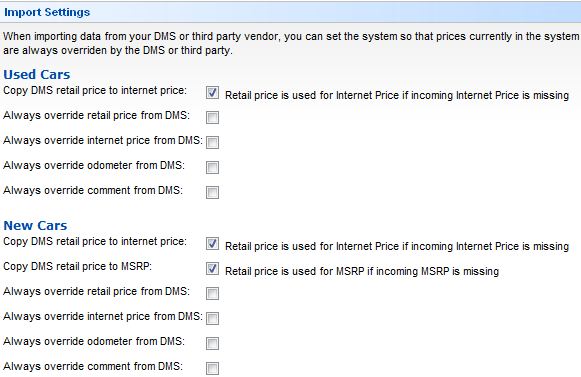 Import Settings
When importing data from your DMS or third party vendor, you can set the system so that prices currently in the system
are always overriden by the DMS or third party.
Used Cars
Copy DMS retail price to internet price: Retail price is used for Internet Price if incoming Internet Price is missing
Always override retail price from DMS:
Always override internet price from DMS:
Always override odometer from DMS:
Always override comment from DMS:
New Cars
Copy DMS retail price to internet price: Retail price is used for Internet Price if incoming Internet Price is missing
Copy DMS retail price to MSRP: Retail price is used for MSRP if incoming MSRP is missing
Always override retail price from DMS:
Always override internet price from DMS:
Always override odometer from DMS:
Always override comment from DMS: